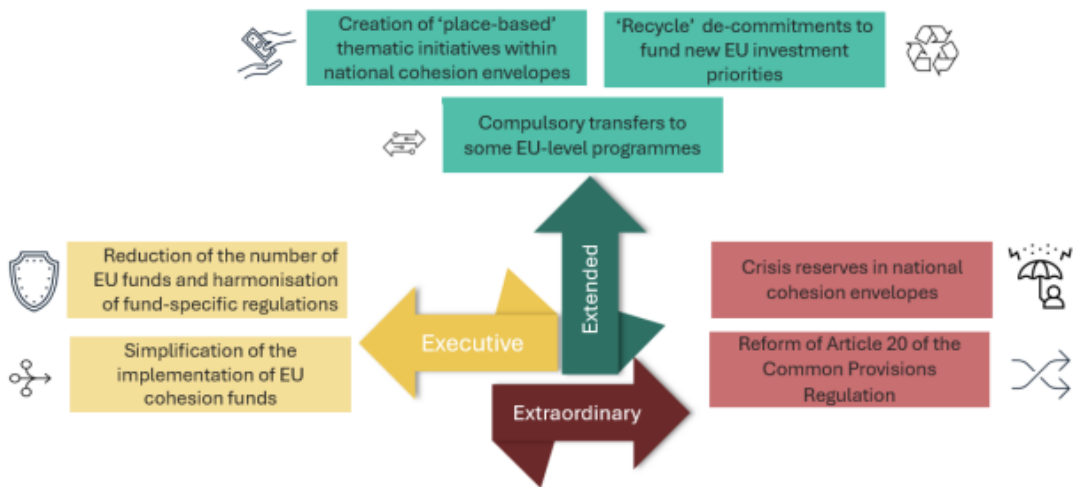 Creation of ‘place-based’
thematic initiatives within
national cohesion envelopes
‘Recycle’ de-commitments to
fund new EU investment
priorities
Compulsory transfers to
some EU-level programmes
Reduction of the number of
EU funds and harmonisation
of fund-specific regulations
Simplification of the
implementation of EU
cohesion funds
Executive
Extended
Extraordinary
Crisis reserves in national
cohesion envelopes
Reform of Article 20 of the
Common Provisions
Regulation